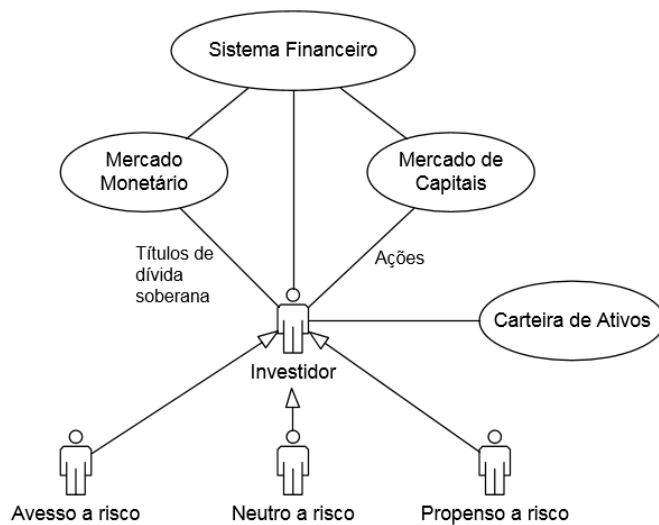 Sistema Financeiro
Mercado
Monetário
Mercado de
Capitais
Títulos de
dívida
soberana
Ações
Carteira de Ativos
Investidor
Avesso a risco
Neutro a risco
Propenso a risco